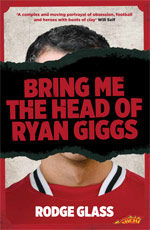 'A complex and moving portrayal of obsession, football
and heroes with boots of clay' Will Self
BRING ME
THE HEAD OF
RYAN GIGGS
RODGE GLASS